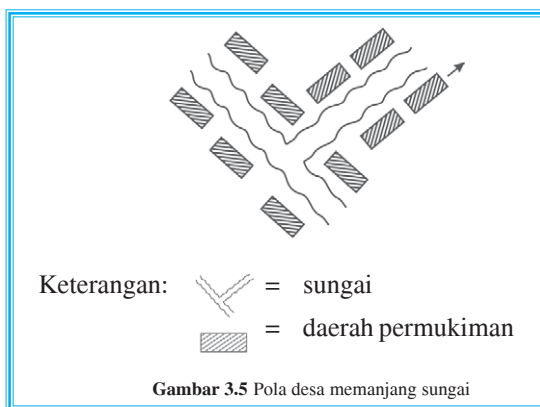 Keterangan: = sungai
= daerah permukiman
Gambar 3.5 Pola desa memanjang sungai